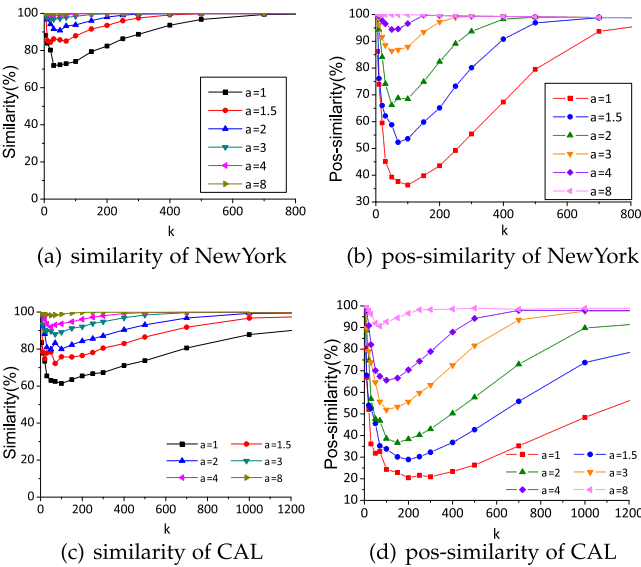 100
80
60
40
20
0
Similarity(%)
a=1
a=1.5
a=2
a=3
a=4
a=8
0 200 400 600 800
k
(a) similarity of NewYork
100
90
80
70
60
50
40
30
Pos-similarity(%)
a=1
a=1.5
a=2
a=3
a=4
a=8
0 200 400 600 800
k
(b) pos-similarity of NewYork
100
80
60
40
20
0
Similarity(%)
a=1 a=1.5
a=2 a=3
a=4 a=8
0 200 400 600 800 1000 1200
k
(c) similarity of CAL
100
90
80
70
60
50
40
30
20
10
Pos-similarity(%)
a=1 a=1.5
a=2 a=3
a=4 a=8
0 200 400 600 800 1000 1200
k
(d) pos-similarity of CAL